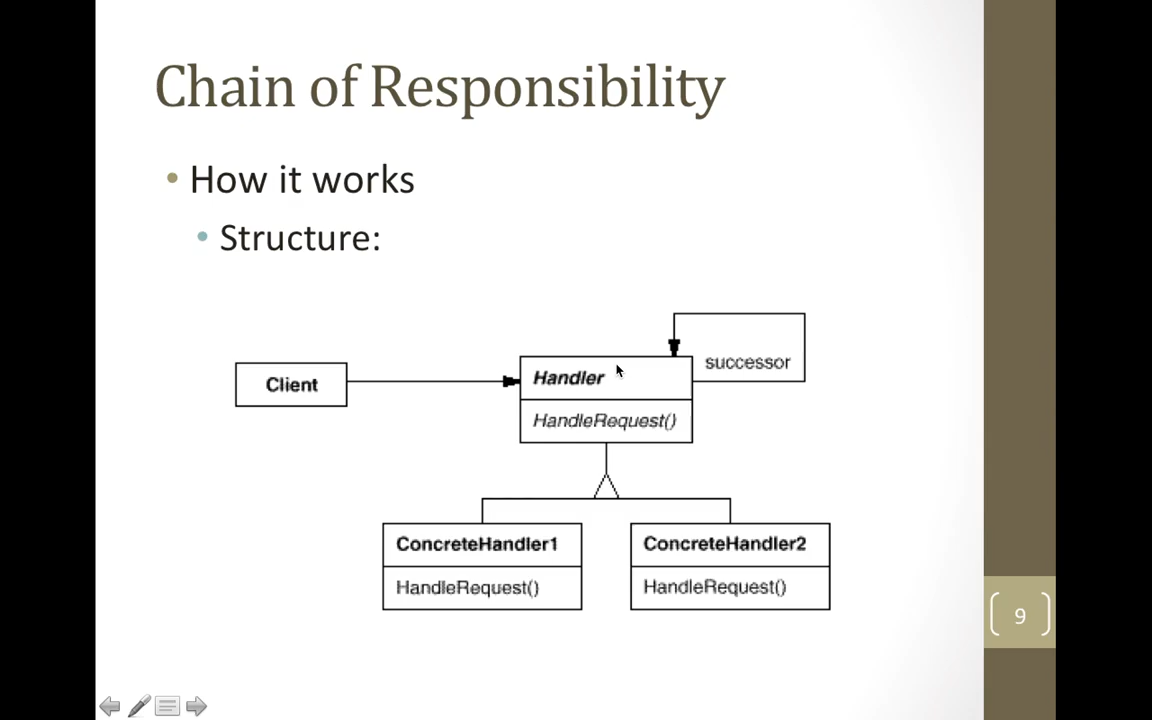 Chain of Responsibility
• How it works
• Structure:
successor
Client
Handler
HandleRequest()
ConcreteHandler1
ConcreteHandler2
HandleRequest()
HandleRequest()
9